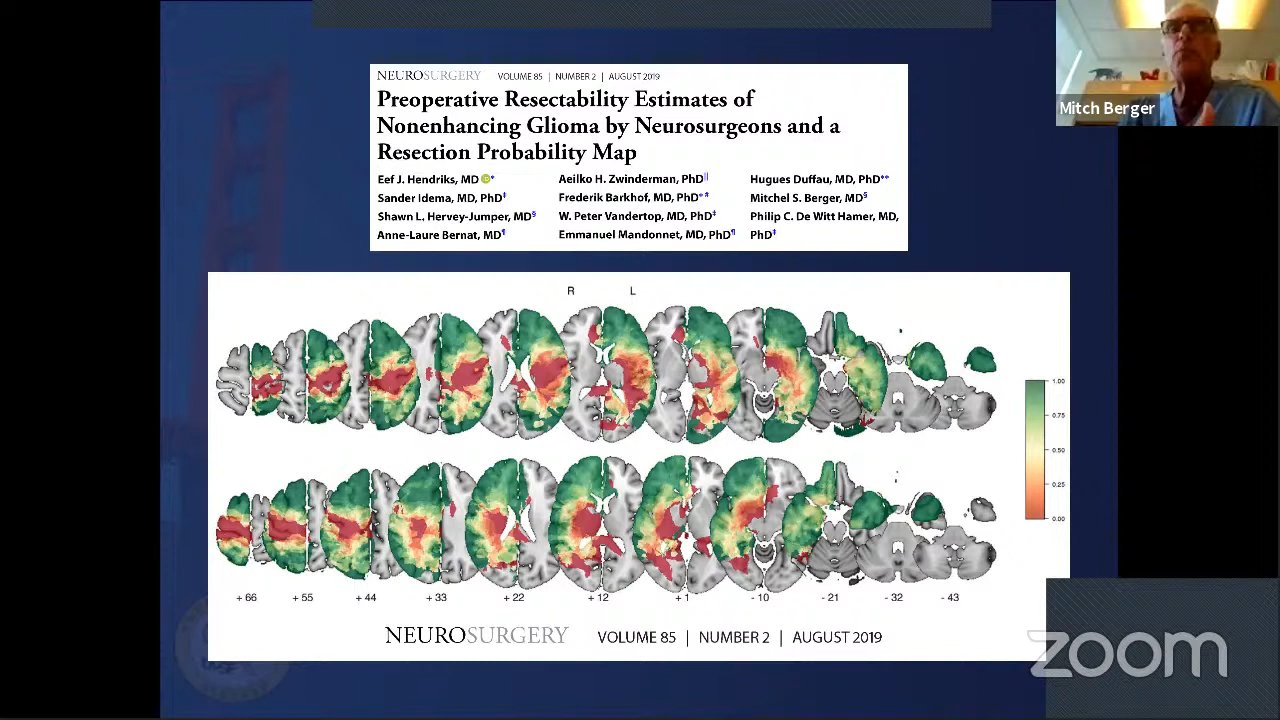 NEUROSURGERY VOLUME 85 | NUMBER 2 | AUGUST 2019
Preoperative Resectability Estimates of
Nonenhancing Glioma by Neurosurgeons and a
Resection Probability Map
Eef J. Hendriks, MD *
Sander Idema, MD, PhD‡
Shawn L. Hervey-Jumper, MD§
Anne-Laure Bernat, MD¶
Aeilko H. Zwinderman, PhD||
Frederik Barkhof, MD, PhD*#
W. Peter Vandertop, MD, PhD‡
Emmanuel Mandonnet, MD, PhD¶
Hugues Duffau, MD, PhD**
Mitchel S. Berger, MD§
Philip C. De Witt Hamer, MD,
PhD‡
Mitch Berger
R L
1.00
0.75
0.50
0.25
0.00
+ 66 + 55 + 44 + 33 + 22 + 12 + 1 - 10 - 21 - 32 - 43
NEUROSURGERY VOLUME 85 | NUMBER 2 | AUGUST 2019
zoom